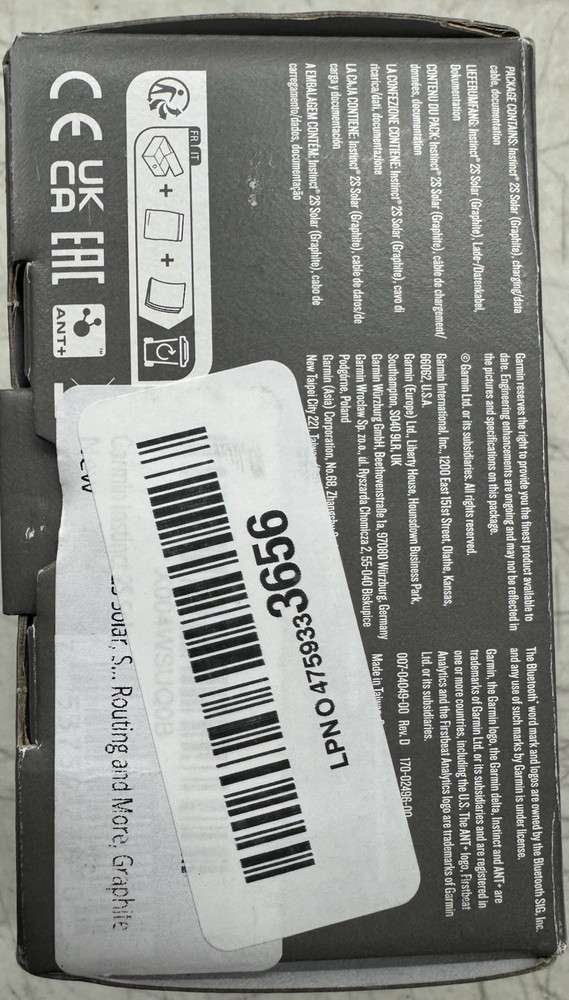 PACKAGE CONTAINS: Instinct® 2S Solar (Graphite), charging/data
cable, documentation
LIEFERUMFANG: Instinct® 2S Solar (Graphite), Lade-/Datenkabel,
Dokumentation
CONTENU DU PACK: Instinct® 2S Solar (Graphite), câble de chargement/
données, documentation
LA CONFEZIONE CONTIENE: Instinct® 2S Solar (Graphite), cavo di
ricarica/dati, documentazione
LA CAJA CONTIENE: Instinct® 2S Solar (Graphite), cable de datos/de
carga y documentación
A EMBALAGEM CONTÉM: Instinct® 2S Solar (Graphite), cabo de
carregamento/dados, documentação
FR IT
+
+
CE UK
CA EAC
ANT+™
Garmin reserves the right to provide you the finest product available to
date. Engineering enhancements are ongoing and may not be reflected in
the pictures and specifications on this package.
© Garmin Ltd. or its subsidiaries. All rights reserved.
Garmin International, Inc., 1200 East 151st Street, Olathe, Kansas,
66062, U.S.A.
Garmin (Europe) Ltd., Liberty House, Hounsdown Business Park,
Southampton, SO40 9LR, UK
Garmin Würzburg GmbH, Beethovenstraße 1a, 97080 Würzburg, Germany
Garmin Wrocław Sp. zo.o., ul. Ryszarda Chomicza 2, 55-040 Biskupice
Podgórne, Poland
Garmin (Asia) Corporation, No.68,
New Taipei City 221,
The Bluetooth® word mark and logos are owned by the Bluetooth SIG, Inc.
and any use of such marks by Garmin is under license.
Garmin, the Garmin logo, the Garmin delta, Instinct and ANT+ are
trademarks of Garmin Ltd. or its subsidiaries and are registered in
one or more countries, including the U.S. The ANT+ logo, Firstbeat
Analytics and the Firstbeat Analytics logo are trademarks of Garmin
Ltd. or its subsidiaries.
007-04049-00 Rev. D 170-02496-00
Made in
LPNO4759333656
Solar, S... Routing and More, Graphite